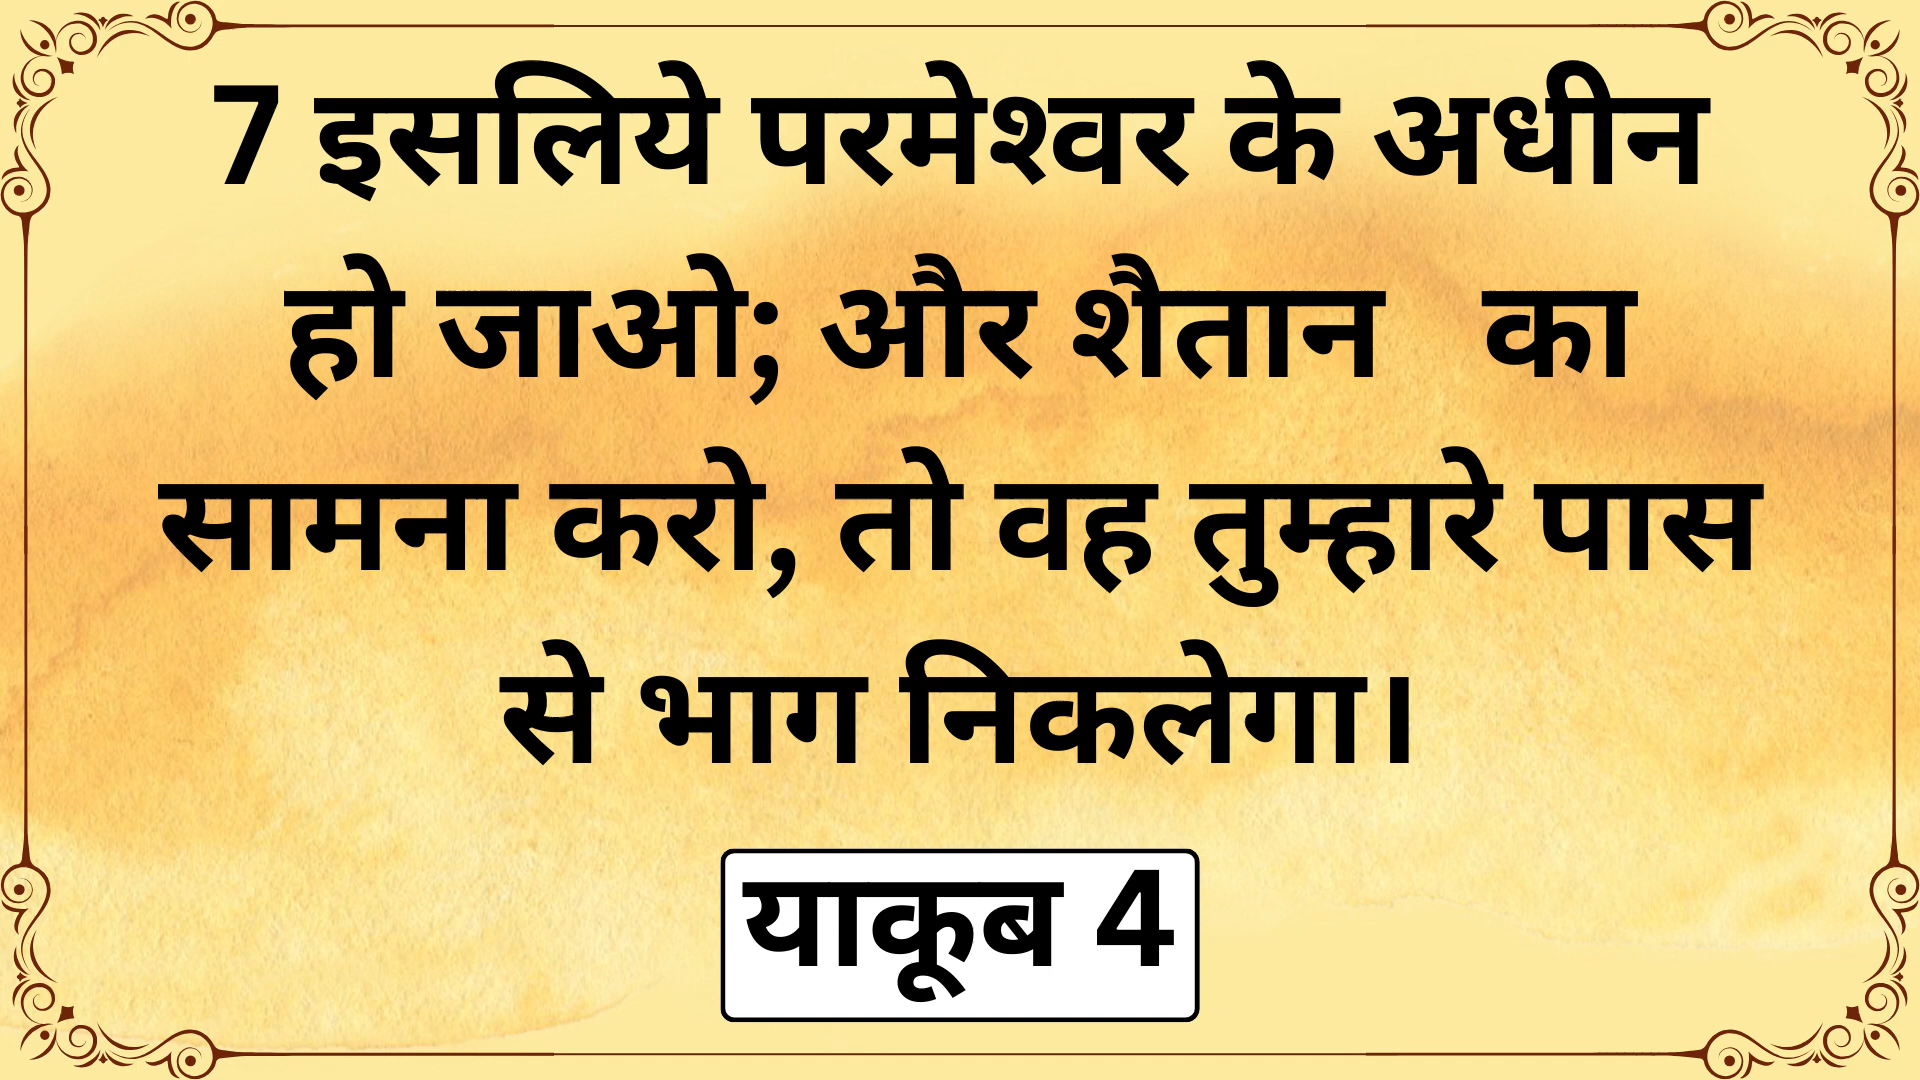 7 इसलिये परमेश्वर के अधीन
हो जाओ; और शैतान का
सामना करो, तो वह तुम्हारे पास
से भाग निकलेगा।
याकूब 4